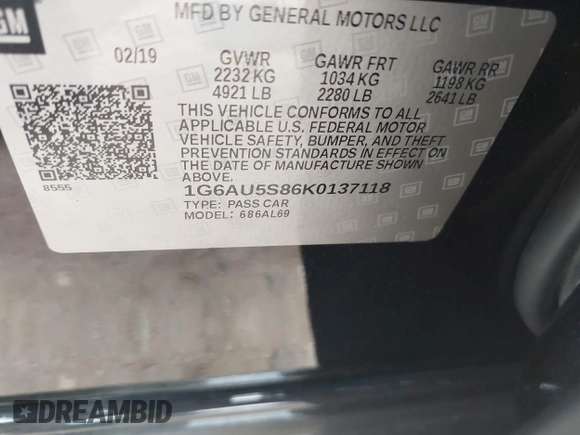 GM
MFD BY GENERAL MOTORS LLC
02/19 GVWR GAWR FRT GAWR RR
2232 KG 1034 KG 1198 KG
4921 LB 2280 LB 2641 LB
THIS VEHICLE CONFORMS TO ALL
APPLICABLE U.S. FEDERAL MOTOR
VEHICLE SAFETY, BUMPER, AND THEFT
PREVENTION STANDARDS IN EFFECT ON
THE DATE OF MANUFACTURE SHOWN
ABOVE.
8555
1G6AU5S86K0137118
TYPE: PASS CAR
MODEL: 686AL69
DREAMBID